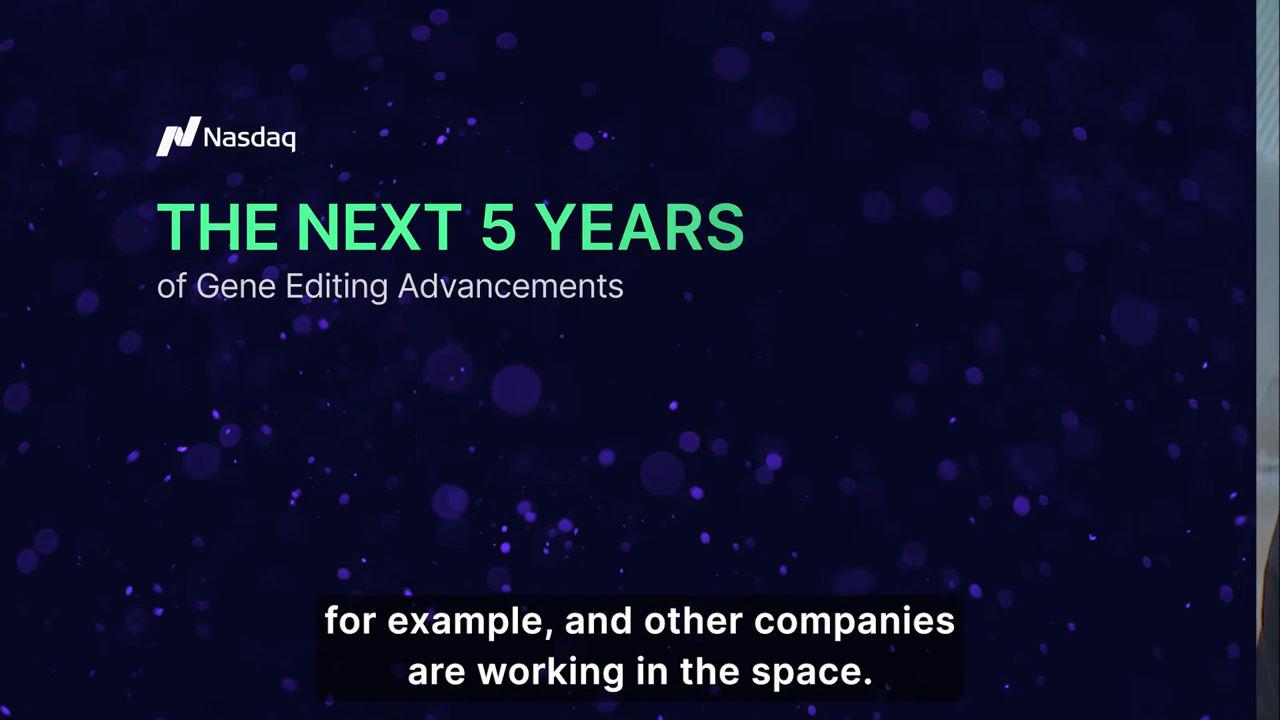 Nasdaq
THE NEXT 5 YEARS
of Gene Editing Advancements
for example, and other companies
are working in the space.